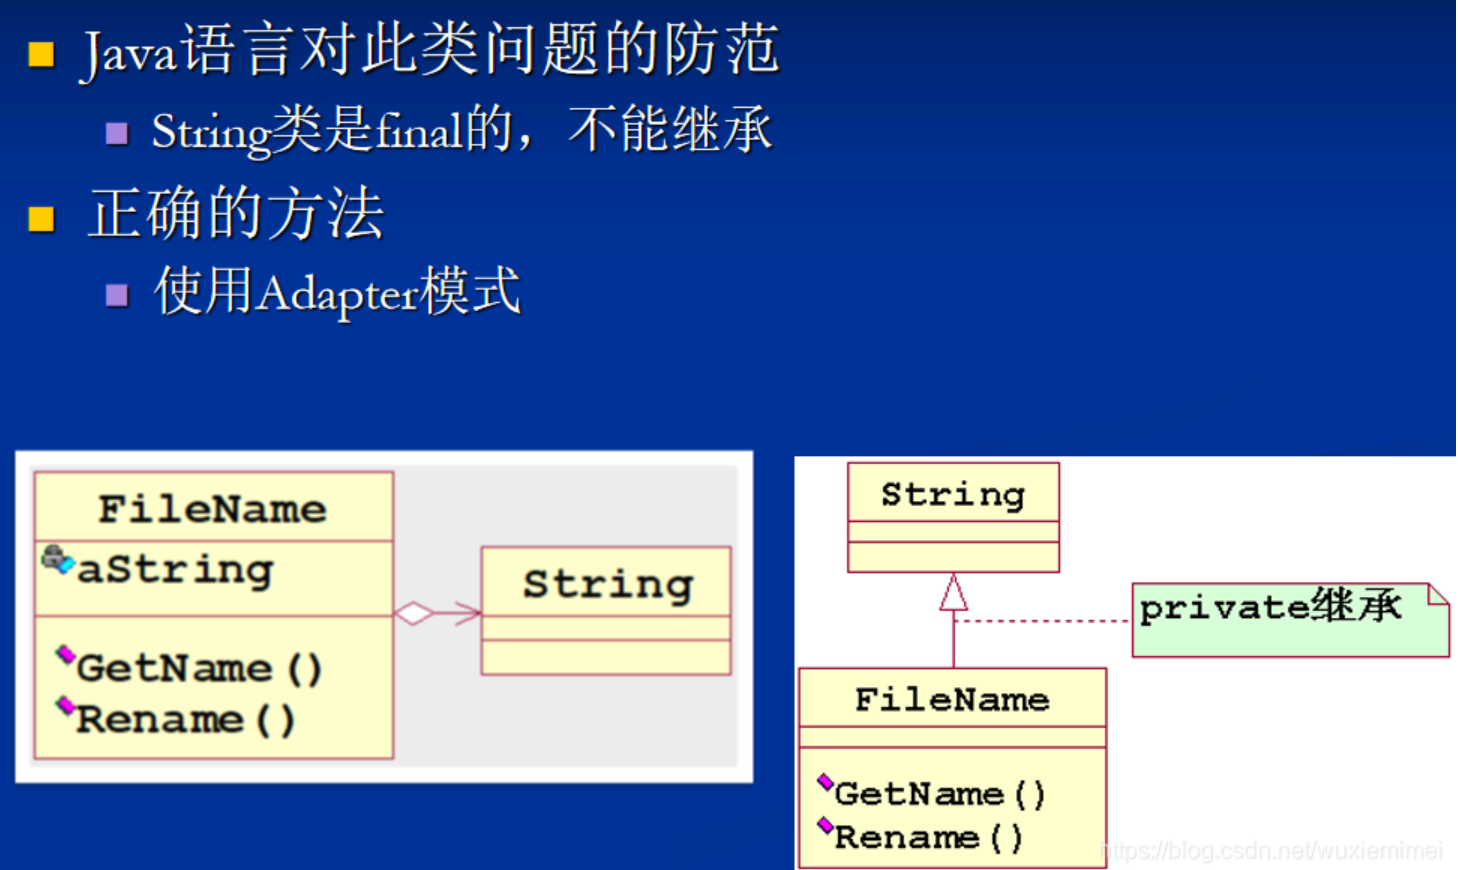 Java语言对此类问题的防范
String类是final的，不能继承
正确的方法
使用Adapter模式
FileName
aString
GetName()
Rename()
String
String
private继承
FileName
GetName()
Rename()
https://blog.csdn.net/wuxiemimei